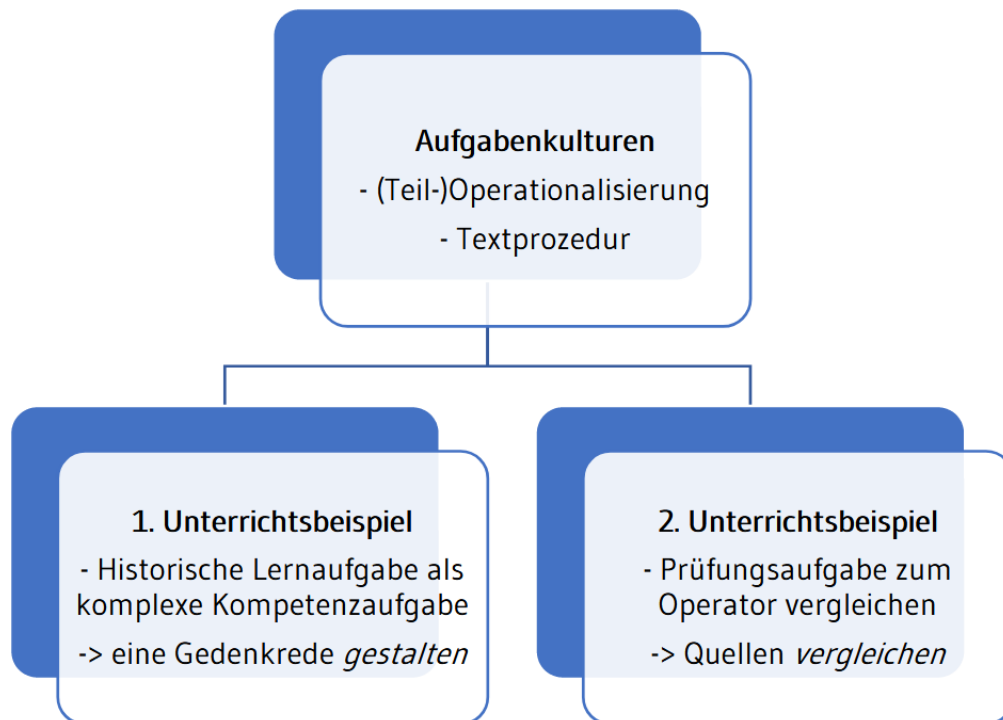 Aufgabenkulturen
- (Teil-)Operationalisierung
- Textprozedur
1. Unterrichtsbeispiel
- Historische Lernaufgabe als
komplexe Kompetenzaufgabe
-> eine Gedenkrede gestalten
2. Unterrichtsbeispiel
- Prüfungsaufgabe zum
Operator vergleichen
-> Quellen vergleichen